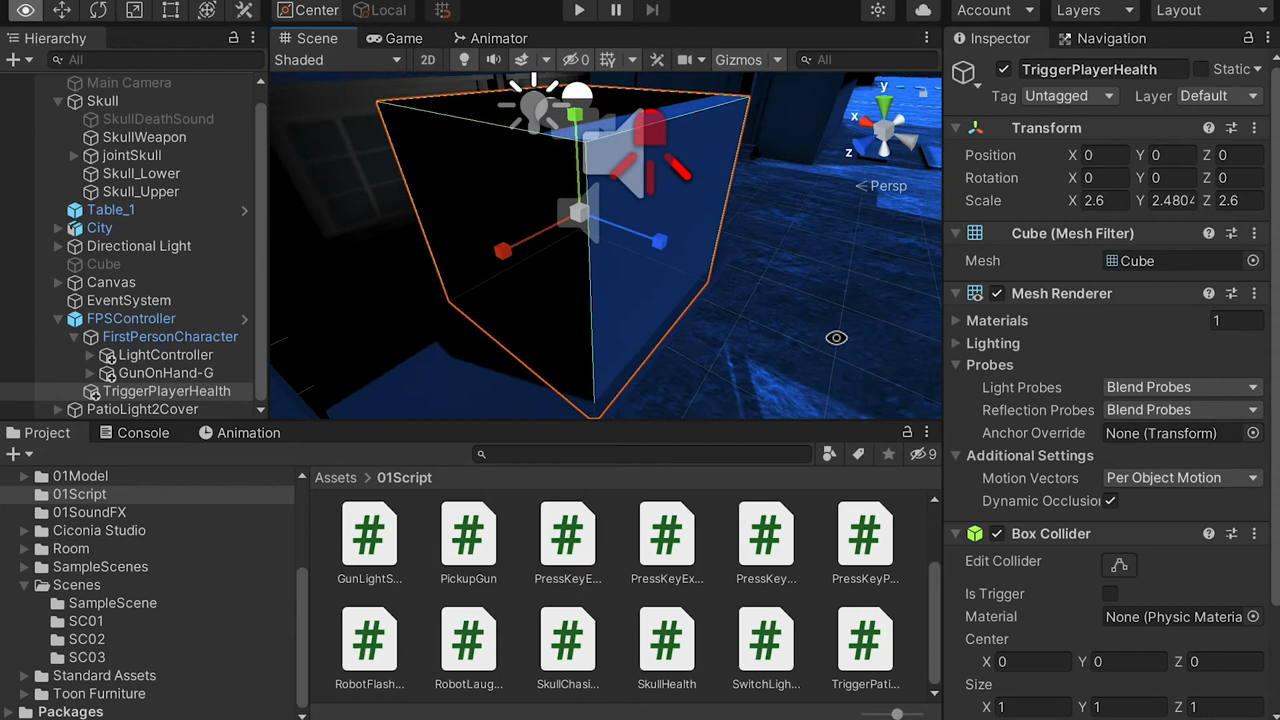 Center Local Account Layers Layout
Hierarchy
All
Main Camera
Skull
SkullDeathSound
SkullWeapon
jointSkull
Skull_Lower
Skull_Upper
Table_1
City
Directional Light
Cube
Canvas
EventSystem
FPSController
FirstPersonCharacter
LightController
GunOnHand-G
TriggerPlayerHealth
PatioLight2Cover
Scene Game Animator
Shaded 2D 0 Gizmos All
y
x
z
Persp
Inspector Navigation
TriggerPlayerHealth Static
Tag Untagged Layer Default
Transform
Position X 0 Y 0 Z 0
Rotation X 0 Y 0 Z 0
Scale X 2.6 Y 2.4804 Z 2.6
Cube (Mesh Filter)
Mesh Cube
Mesh Renderer
Materials 1
Lighting
Probes
Light Probes Blend Probes
Reflection Probes Blend Probes
Anchor Override None (Transform)
Additional Settings
Motion Vectors Per Object Motion
Dynamic Occlusion
Box Collider
Edit Collider
Is Trigger
Material None (Physic Materia
Center
X 0 Y 0 Z 0
Size
X 1 Y 1 Z 1
Project Console Animation
9
01Model
01Script
01SoundFX
Ciconia Studio
Room
SampleScenes
Scenes
SampleScene
SC01
SC02
SC03
Standard Assets
Toon Furniture
Packages
Assets 01Script
GunLightS... PickupGun PressKeyE... PressKeyEx... PressKey... PressKeyP...
RobotFlash... RobotLaug... SkullChasi... SkullHealth SwitchLigh... TriggerPati...